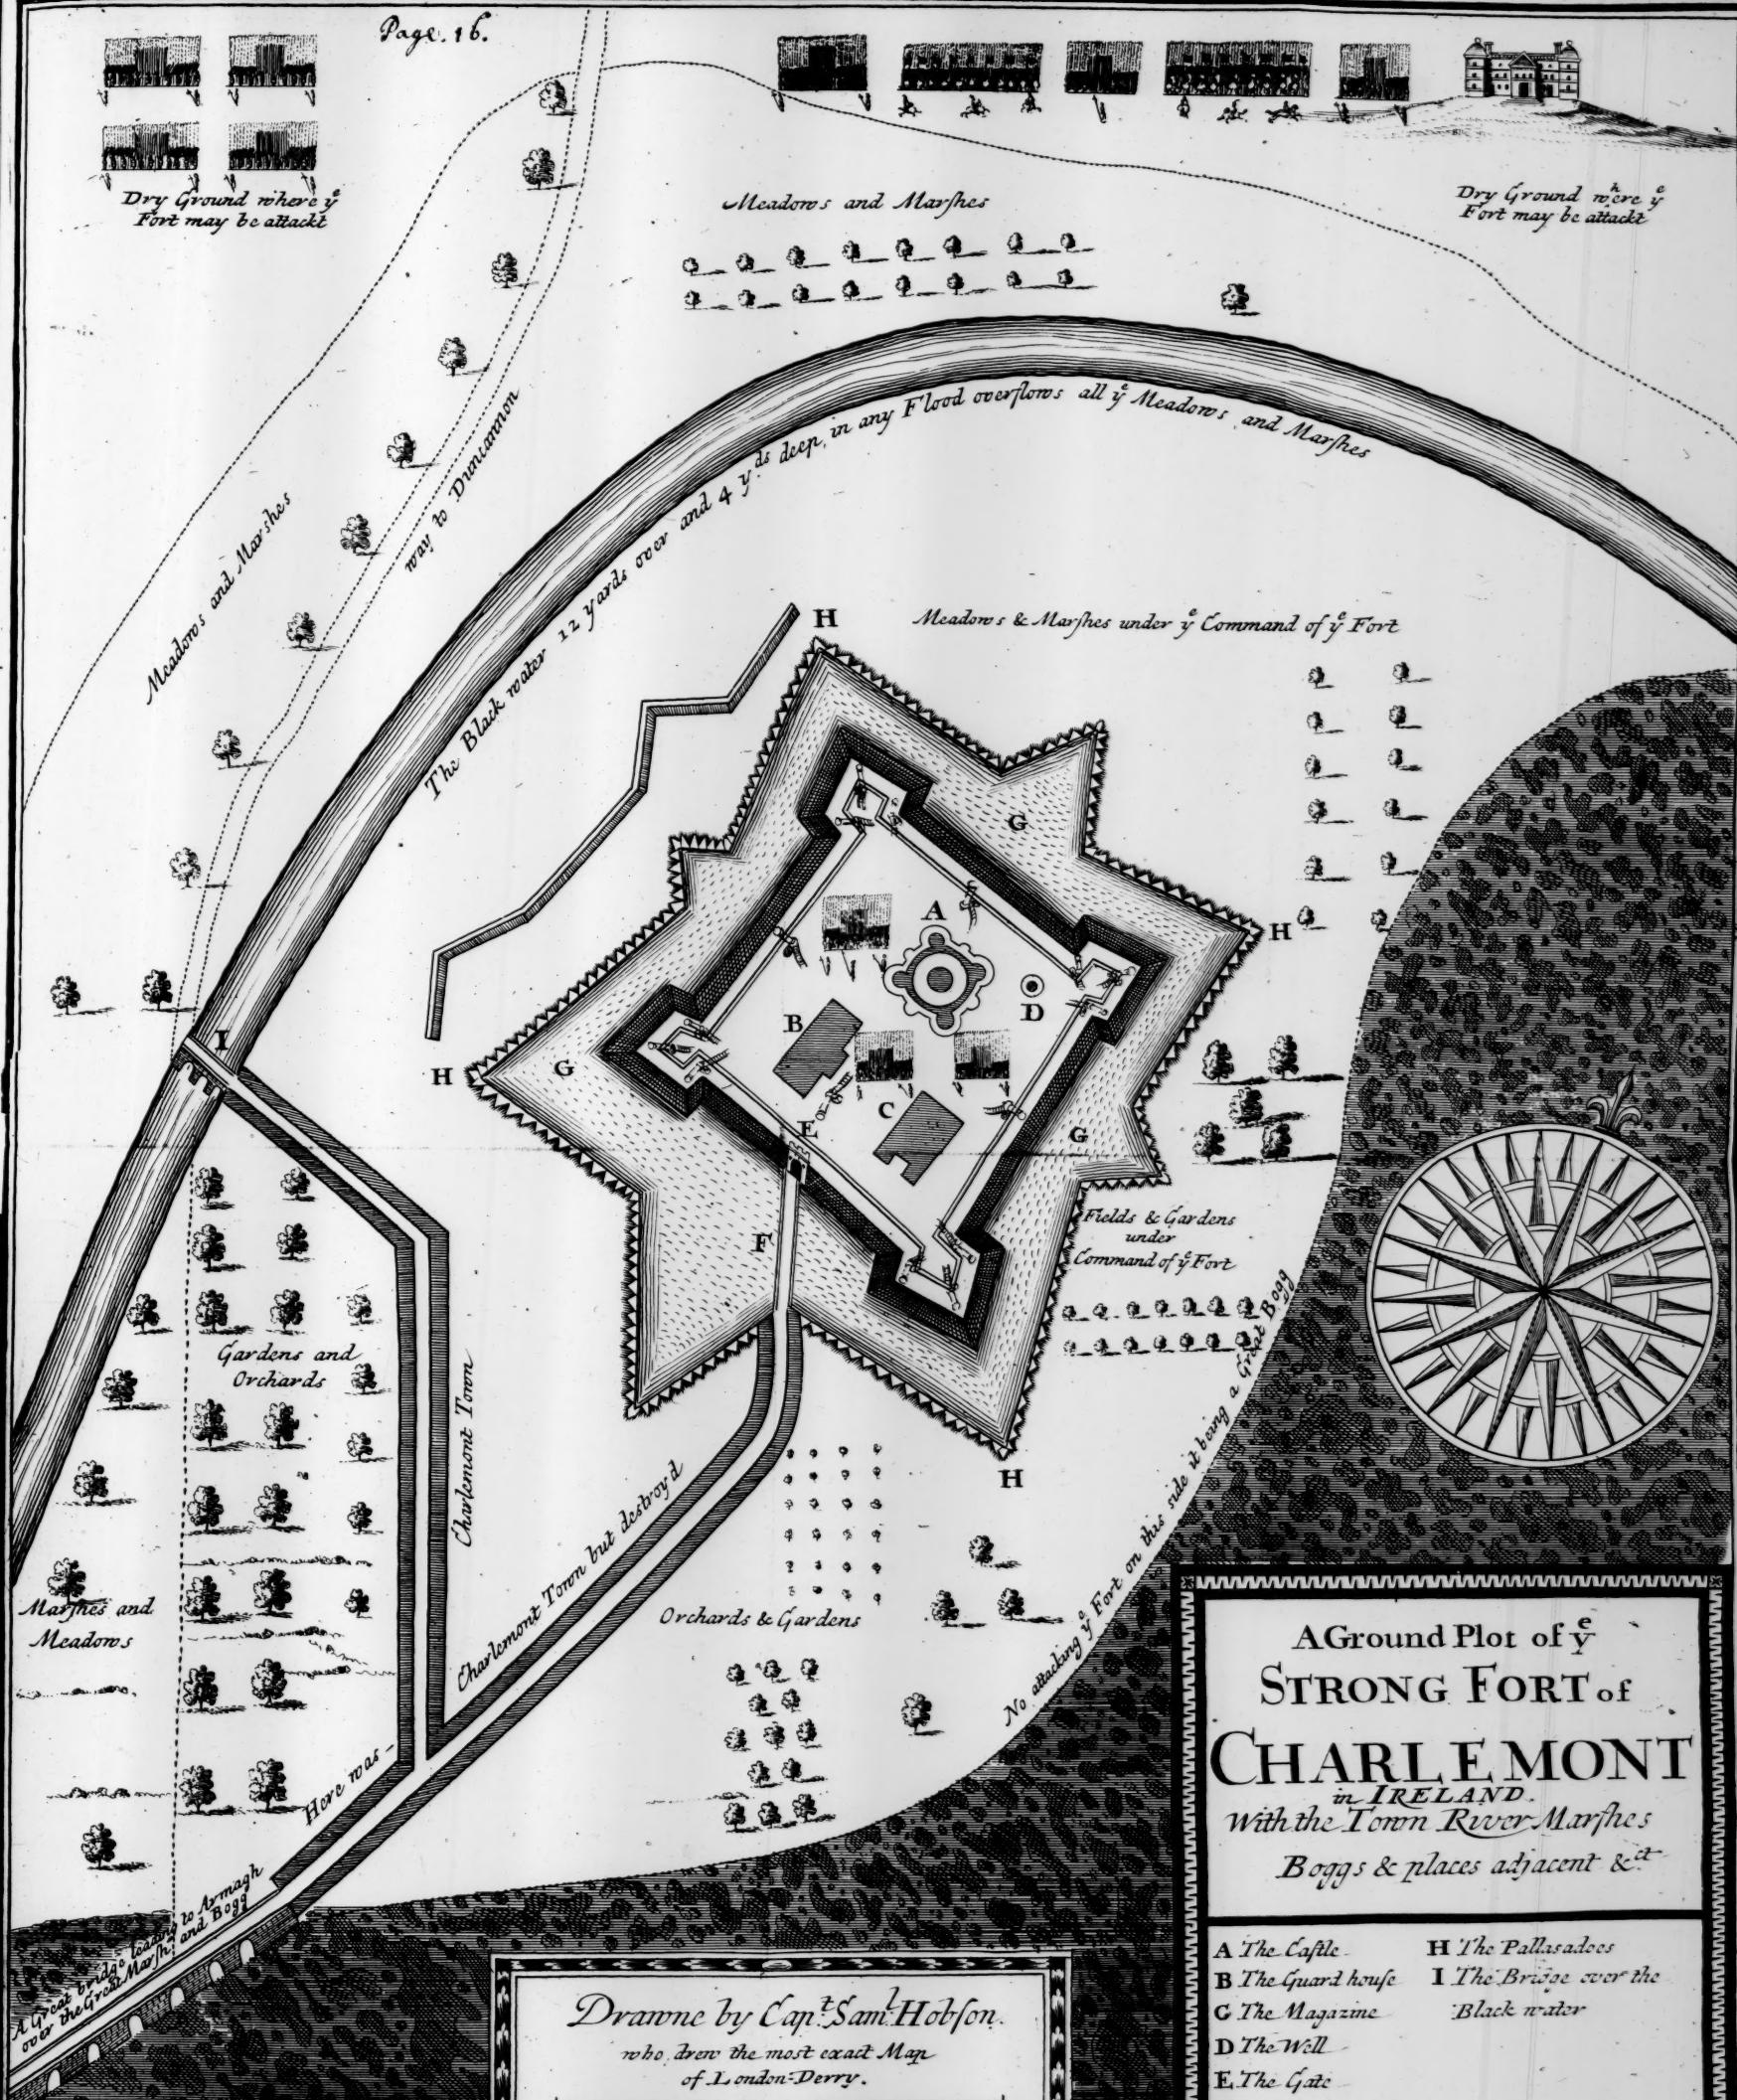 Page. 16.
Dry Ground where yᵉ
Fort may be attackt
Meadows and Marſhes
Dry Ground where yᵉ
Fort may be attackt
Meadows and Marshes
way to Duncannon
The Black water 12 yards over and 4 yᵈˢ deep, in any Flood overflows all yᵉ Meadows and Marſhes
H
Meadows & Marſhes under yᵉ Command of yᵉ Fort
G
A
H
D
B
I
H
G
C
E
G
F
Fields & Gardens
under
Command of yᵉ Fort
Gardens and
Orchards
Charlemont Town
Charlemont Town but destroyd
Here was -
H
Orchards & Gardens
No attacking yᵉ Fort on this side it being a Great Bogg
Marſhes and
Meadows
A Great bridge leading to Armagh
over the Great Marſh, and Bogg
A Ground Plot of yᵉ
STRONG FORT of
CHARLEMONT
in IRELAND.
With the Town River Marſhes
Boggs & places adjacent &ᶜᵗ
A The Caſtle
B The Guard houſe
G The Magazine
D The Well
E The Gate
H The Pallasadoes
I The Bridge over the
Black water
Drawne by Capᵗ. Samˡ. Hobſon.
who drew the most exact Map
of London-Derry.